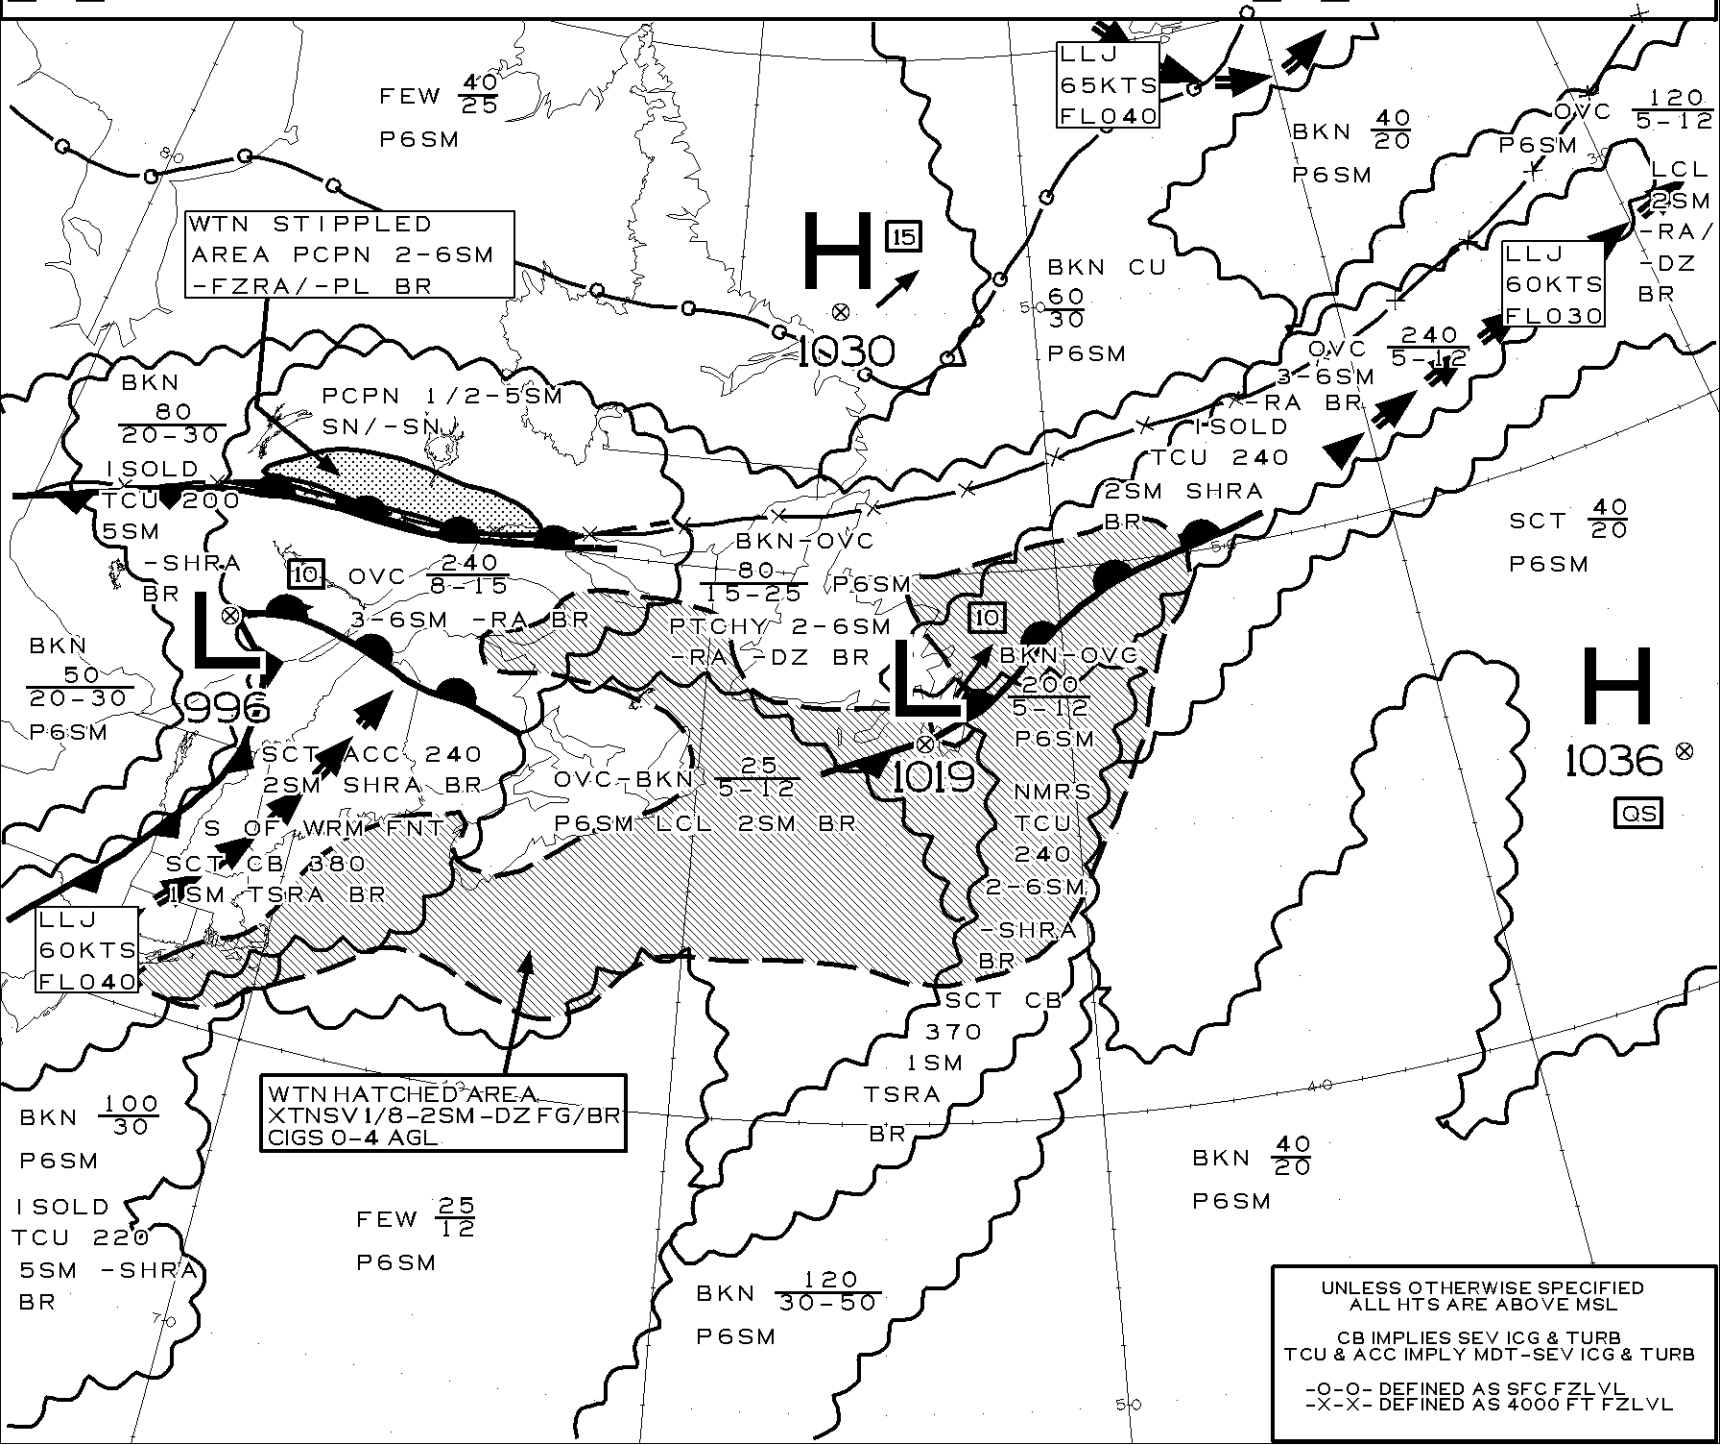 LLJ
65KTS
FL040
FEW 40
25
P6SM
BKN 40
20
P6SM
OVC 120
5-12
P6SM
LCL
2SM
-RA/
-DZ
BR
80
30
WTN STIPPLED
AREA PCPN 2-6SM
-FZRA/-PL BR
H
15
1030
BKN CU
60
30
P6SM
50
LLJ
60KTS
FL030
OVC 240
5-12
3-6SM
-RA BR
ISOLD
TCU 240
2SM SHRA
BR
BKN
80
20-30
ISOLD
TCU 200
5SM
-SHRA
BR
PCPN 1/2-5SM
SN/-SN
10
OVC 240
8-15
3-6SM -RA BR
BKN-OVC
80
15-25
P6SM
PTCHY 2-6SM
-RA -DZ BR
SCT 40
20
P6SM
50
BKN
50
20-30
P6SM
L
996
10
L
1019
BKN-OVC
200
5-12
P6SM
NMRS
TCU
240
2-6SM
-SHRA
BR
H
1036
QS
SCT ACC 240
2SM SHRA BR
S OF WRM FNT
SCT CB 380
1SM TSRA BR
OVC-BKN 25
5-12
P6SM LCL 2SM BR
LLJ
60KTS
FL040
SCT CB
370
1SM
TSRA
BR
WTN HATCHED AREA
XTNSV 1/8-2SM -DZ FG/BR
CIGS 0-4 AGL
40
BKN 100
30
P6SM
ISOLD
TCU 220
5SM -SHRA
BR
70
FEW 25
12
P6SM
BKN 120
30-50
P6SM
BKN 40
20
P6SM
50
UNLESS OTHERWISE SPECIFIED
ALL HTS ARE ABOVE MSL
CB IMPLIES SEV ICG & TURB
TCU & ACC IMPLY MDT-SEV ICG & TURB
-O-O- DEFINED AS SFC FZLVL
-X-X- DEFINED AS 4000 FT FZLVL